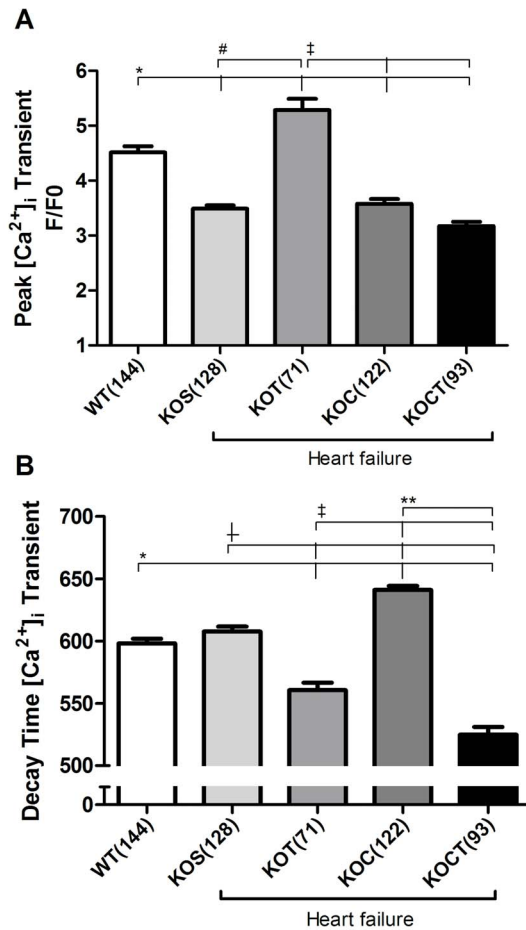 A
# ‡
*
6
5
4
3
2
1
Peak [Ca²⁺]ᵢ Transient
F/F0
WT(144)
KOS(128)
KOT(71)
KOC(122)
KOCT(93)
Heart failure
B
**
‡
┼
*
700
650
600
550
500
0
Decay Time [Ca²⁺]ᵢ Transient
WT(144)
KOS(128)
KOT(71)
KOC(122)
KOCT(93)
Heart failure